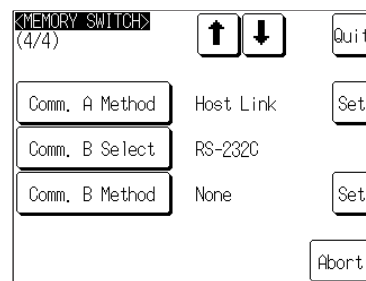 <MEMORY SWITCH>
(4/4)
Quit
Comm. A Method Host Link Set
Comm. B Select RS-232C
Comm. B Method None Set
Abort